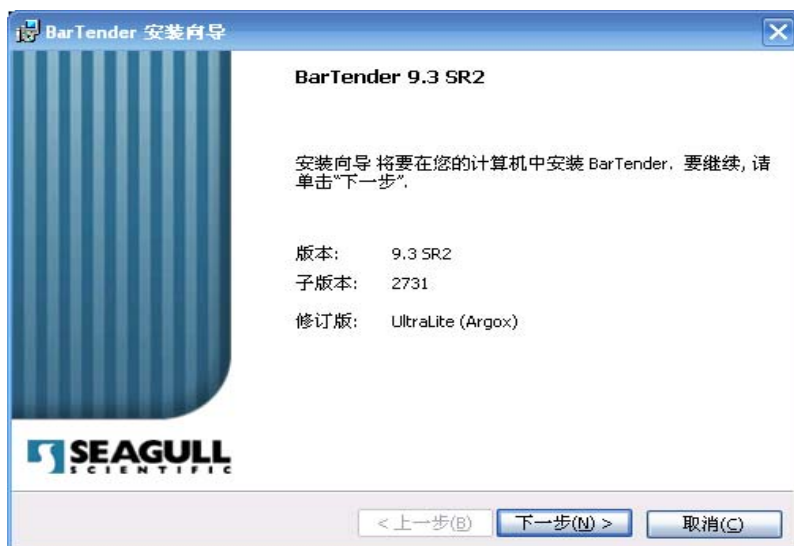 BarTender 安装向导
BarTender 9.3 SR2
安装向导 将要在您的计算机中安装 BarTender. 要继续, 请
单击“下一步”.
版本: 9.3 SR2
子版本: 2731
修订版: UltraLite (Argox)
SEAGULL
SCIENTIFIC
< 上一步(B) 下一步(N) > 取消(C)